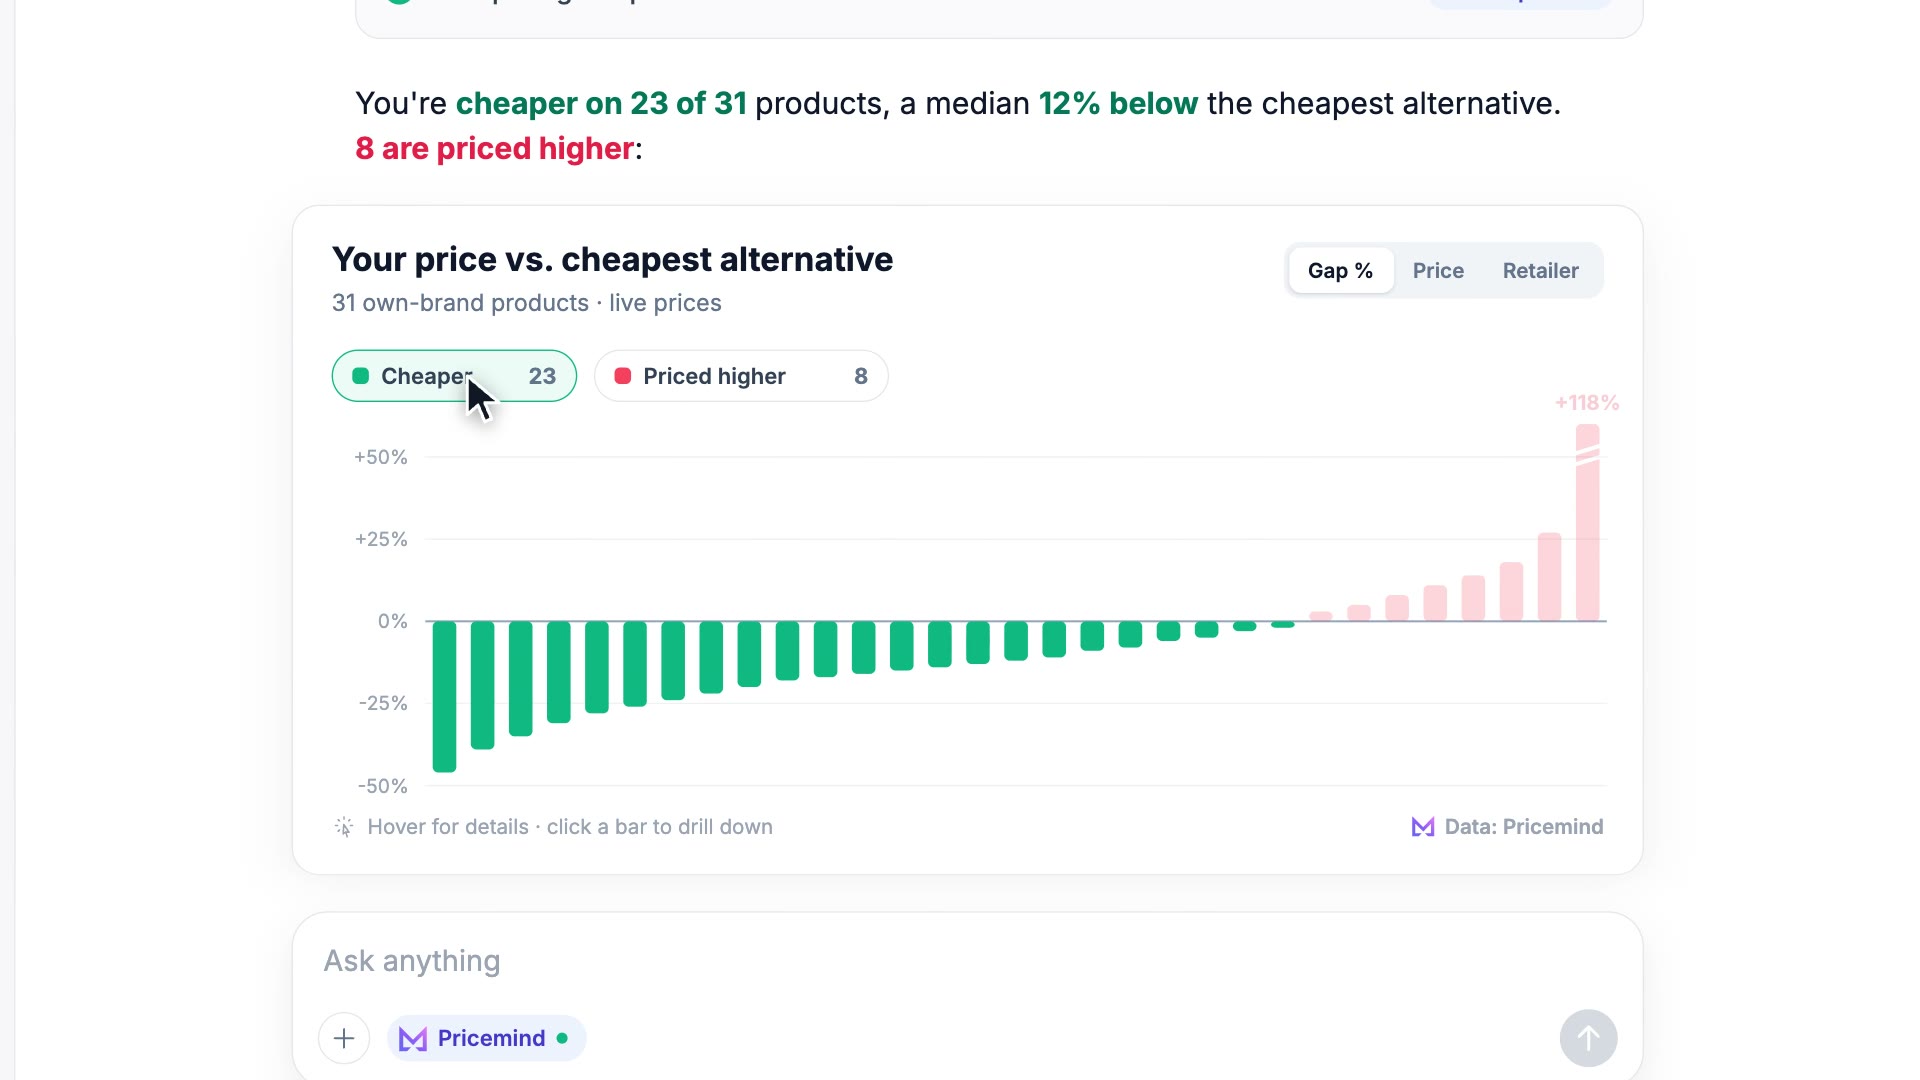 You're cheaper on 23 of 31 products, a median 12% below the cheapest alternative.
8 are priced higher:
Your price vs. cheapest alternative
31 own-brand products · live prices
Gap % Price Retailer
Cheaper 23 Priced higher 8
+118%
+50%
+25%
0%
-25%
-50%
Hover for details · click a bar to drill down
Data: Pricemind
Ask anything
Pricemind